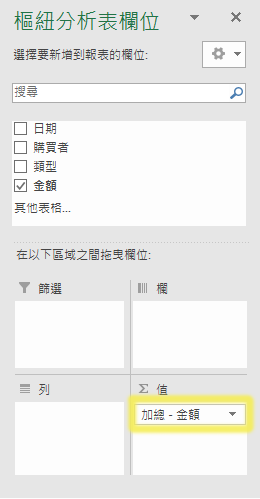 樞紐分析表欄位
選擇要新增到報表的欄位:
搜尋
日期
購買者
類型
金額
其他表格...
在以下區域之間拖曳欄位:
篩選
欄
列
Σ 值
加總 - 金額